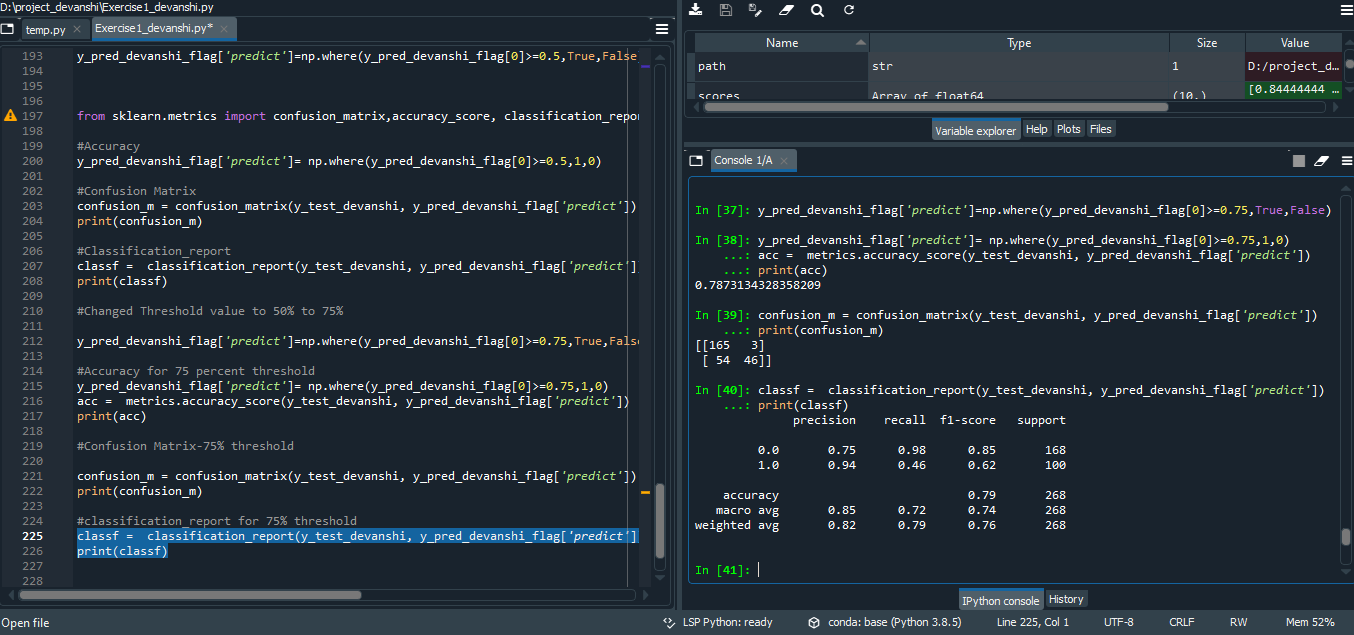 D:\project_devanshi\Exercise1_devanshi.py
temp.py
Exercise1_devanshi.py*
193 y_pred_devanshi_flag['predict']=np.where(y_pred_devanshi_flag[0]>=0.5,True,False
194
195
196
197 from sklearn.metrics import confusion_matrix,accuracy_score, classification_repor
198
199 #Accuracy
200 y_pred_devanshi_flag['predict']= np.where(y_pred_devanshi_flag[0]>=0.5,1,0)
201
202 #Confusion Matrix
203 confusion_m = confusion_matrix(y_test_devanshi, y_pred_devanshi_flag['predict'])
204 print(confusion_m)
205
206 #Classification_report
207 classf =  classification_report(y_test_devanshi, y_pred_devanshi_flag['predict']
208 print(classf)
209
210 #Changed Threshold value to 50% to 75%
211
212 y_pred_devanshi_flag['predict']=np.where(y_pred_devanshi_flag[0]>=0.75,True,False
213
214 #Accuracy for 75 percent threshold
215 y_pred_devanshi_flag['predict']= np.where(y_pred_devanshi_flag[0]>=0.75,1,0)
216 acc =  metrics.accuracy_score(y_test_devanshi, y_pred_devanshi_flag['predict'])
217 print(acc)
218
219 #Confusion Matrix-75% threshold
220
221 confusion_m = confusion_matrix(y_test_devanshi, y_pred_devanshi_flag['predict'])
222 print(confusion_m)
223
224 #classification_report for 75% threshold
225 classf =  classification_report(y_test_devanshi, y_pred_devanshi_flag['predict']
226 print(classf)
227
228
Name Type Size Value
path str 1 D:/project_d…
scores Array of float64 (10,) [0.84444444 …
Variable explorer Help Plots Files
Console 1/A
In [37]: y_pred_devanshi_flag['predict']=np.where(y_pred_devanshi_flag[0]>=0.75,True,False)
In [38]: y_pred_devanshi_flag['predict']= np.where(y_pred_devanshi_flag[0]>=0.75,1,0)
...: acc =  metrics.accuracy_score(y_test_devanshi, y_pred_devanshi_flag['predict'])
...: print(acc)
0.7873134328358209
In [39]: confusion_m = confusion_matrix(y_test_devanshi, y_pred_devanshi_flag['predict'])
...: print(confusion_m)
[[165   3]
[ 54  46]]
In [40]: classf =  classification_report(y_test_devanshi, y_pred_devanshi_flag['predict'])
...: print(classf)
precision recall f1-score support
0.0 0.75 0.98 0.85 168
1.0 0.94 0.46 0.62 100
accuracy 0.79 268
macro avg 0.85 0.72 0.74 268
weighted avg 0.82 0.79 0.76 268
In [41]:
IPython console History
Open file LSP Python: ready conda: base (Python 3.8.5) Line 225, Col 1 UTF-8 CRLF RW Mem 52%